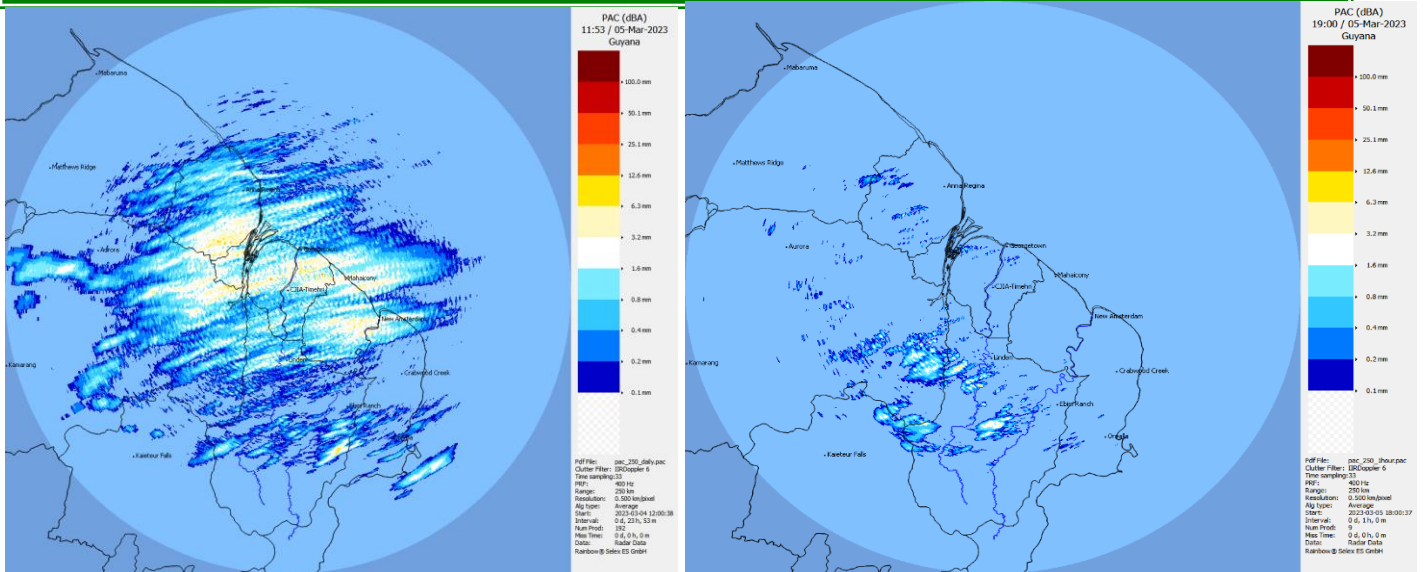 PAC (dBA)
11:53 / 05-Mar-2023
Guyana
100.0 mm
50.1 mm
25.1 mm
12.6 mm
6.3 mm
3.2 mm
1.6 mm
0.8 mm
0.4 mm
0.2 mm
0.1 mm
Pdf File: pac_250_daily.pac
Clutter Filter: IIRDoppler 6
Time sampling:33
PRF: 400 Hz
Range: 250 km
Resolution: 0.500 km/pixel
Alg type: Average
Start: 2023-03-04 12:00:38
Interval: 0 d, 23 h, 53 m
Num Prod: 192
Miss Time: 0 d, 0 h, 0 m
Data: Radar Data
Rainbow® Selex ES GmbH
Mabaruma
Matthews Ridge
Aurora
Mahaicony
CJIA-Timehri
New Amsterdam
Linden
Kamarang
Crabwood Creek
Ebini Ranch
Kaieteur Falls
PAC (dBA)
19:00 / 05-Mar-2023
Guyana
100.0 mm
50.1 mm
25.1 mm
12.6 mm
6.3 mm
3.2 mm
1.6 mm
0.8 mm
0.4 mm
0.2 mm
0.1 mm
Pdf File: pac_250_1hour.pac
Clutter Filter: IIRDoppler 6
Time sampling:33
PRF: 400 Hz
Range: 250 km
Resolution: 0.500 km/pixel
Alg type: Average
Start: 2023-03-05 18:00:37
Interval: 0 d, 1 h, 0 m
Num Prod: 9
Miss Time: 0 d, 0 h, 0 m
Data: Radar Data
Rainbow® Selex ES GmbH
Mabaruma
Matthews Ridge
Anna Regina
Aurora
Georgetown
Mahaicony
CJIA-Timehri
New Amsterdam
Linden
Kamarang
Crabwood Creek
Ebini Ranch
Orealla
Kaieteur Falls